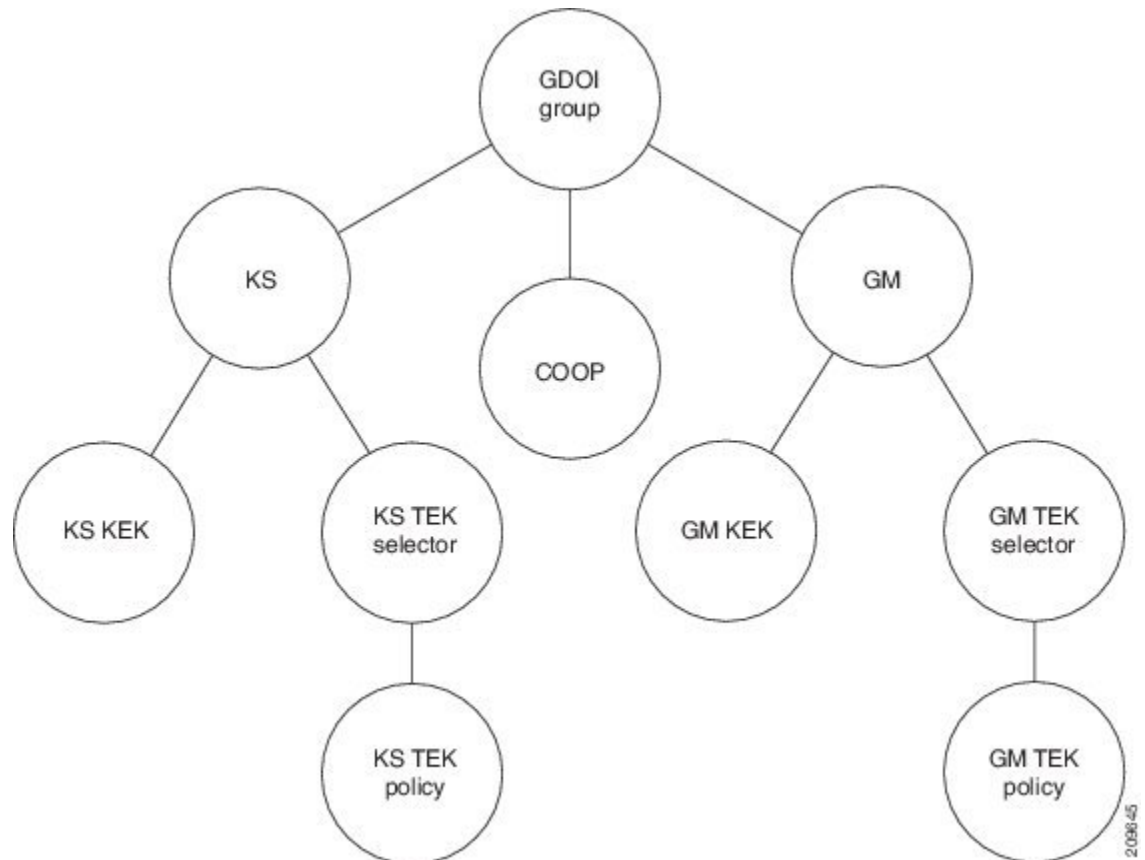 GDOI
group
KS
GM
COOP
KS KEK
KS TEK
selector
GM KEK
GM TEK
selector
KS TEK
policy
GM TEK
policy
209645